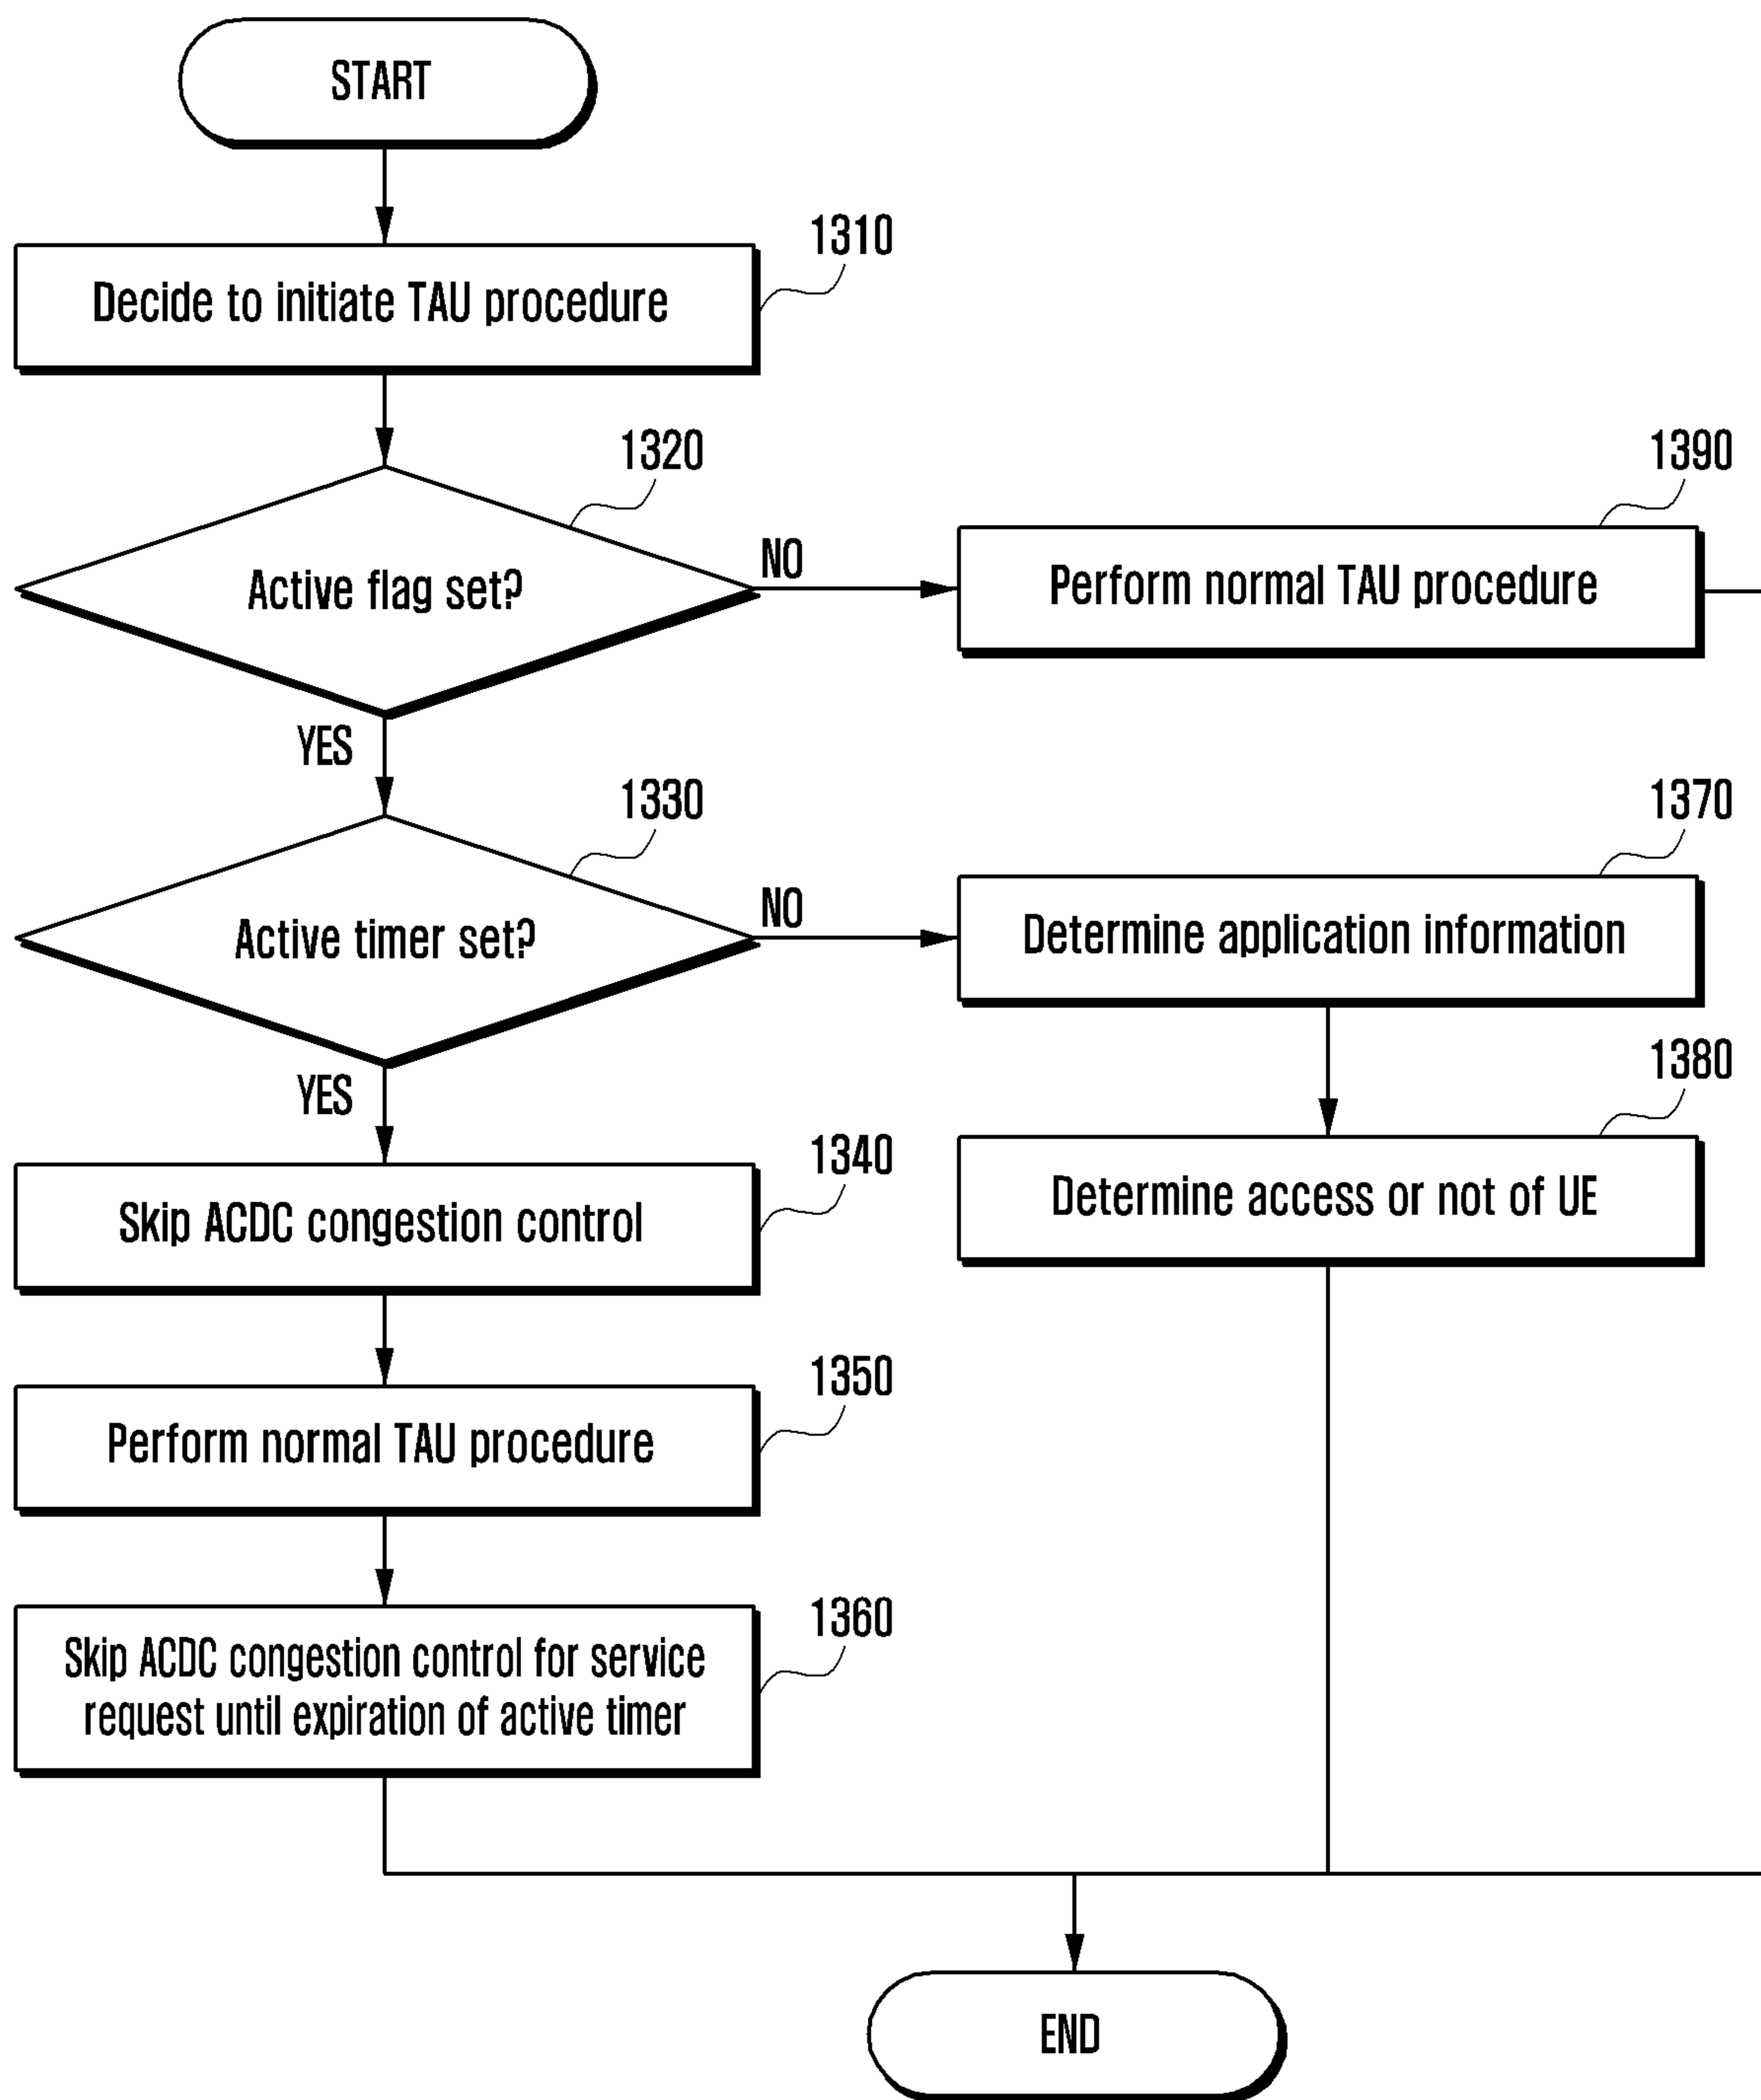 START
1310
Decide to initiate TAU procedure
1320
1390
Active flag set?
NO
Perform normal TAU procedure
YES
1330
1370
Active timer set?
NO
Determine application information
YES
1380
1340
Determine access or not of UE
Skip ACDC congestion control
1350
Perform normal TAU procedure
1360
Skip ACDC congestion control for service
request until expiration of active timer
END